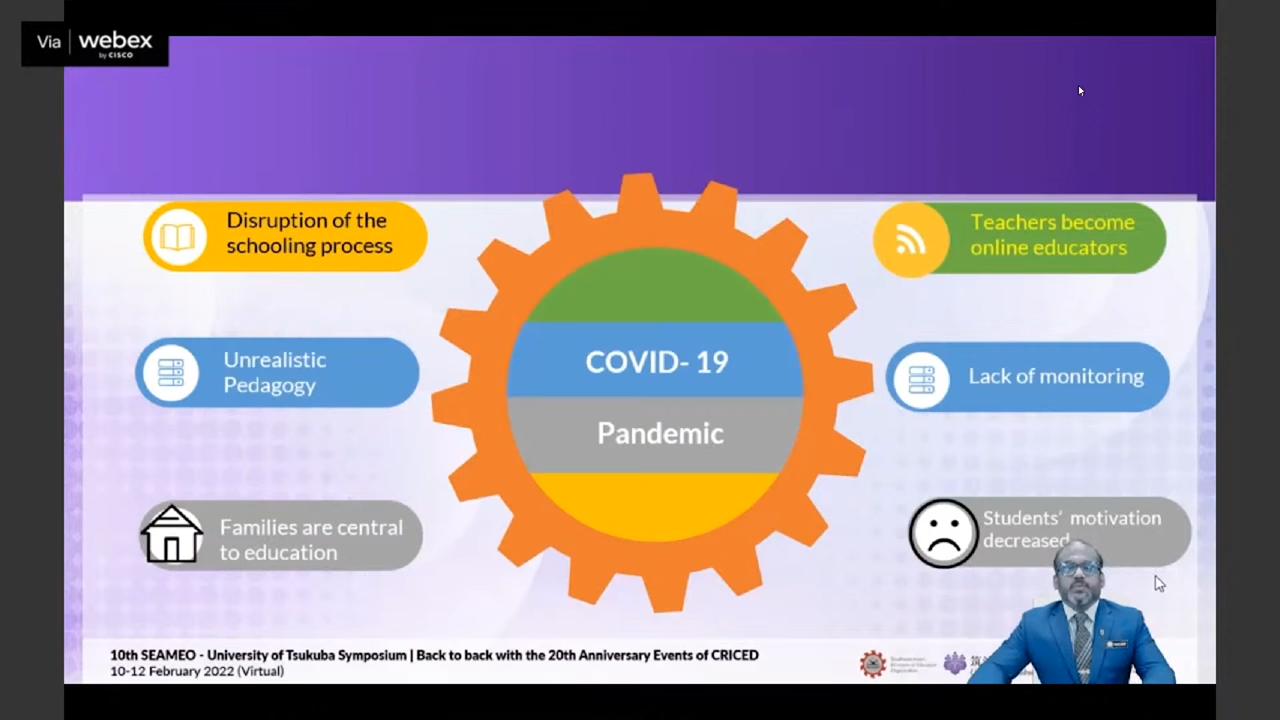 Via webex
by CISCO
Disruption of the
schooling process
Teachers become
online educators
Unrealistic
Pedagogy
COVID- 19
Lack of monitoring
Pandemic
Families are central
to education
Students' motivation
decreased
10th SEAMEO - University of Tsukuba Symposium | Back to back with the 20th Anniversary Events of CRICED
10-12 February 2022 (Virtual)